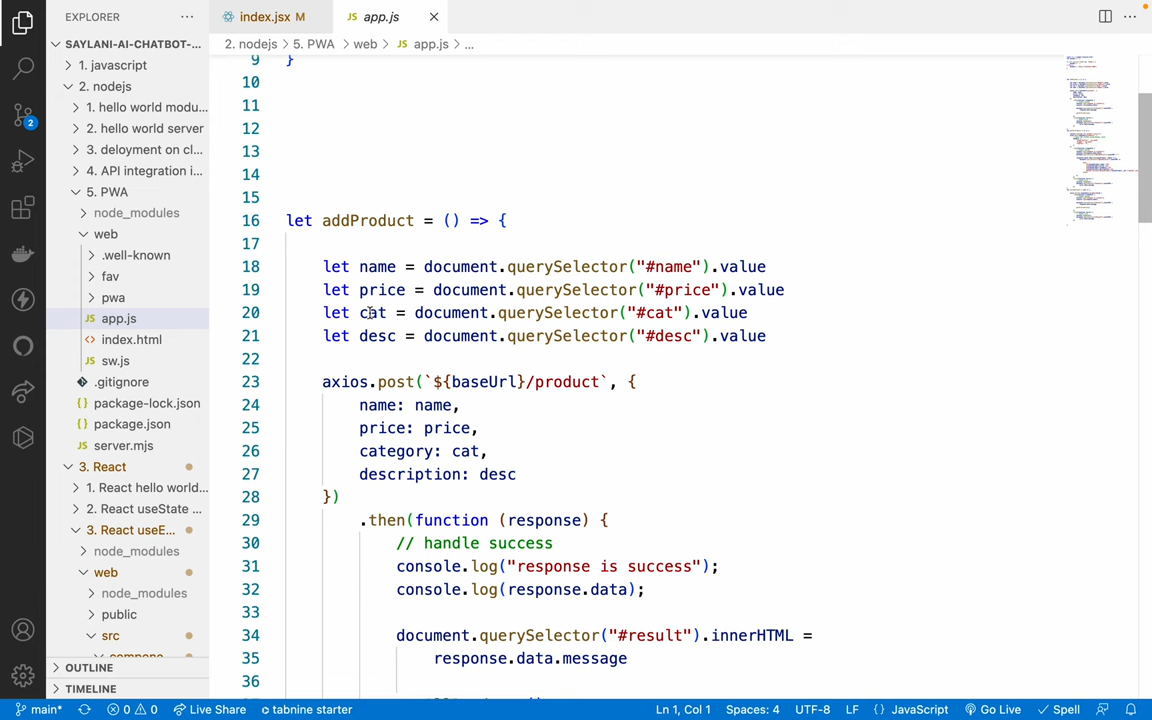 EXPLORER
index.jsx M
app.js
SAYLANI-AI-CHATBOT-...
2. nodejs
5. PWA
web
app.js
...
1. javascript
2. nodejs
1. hello world modu...
2. hello world server
3. deloyment on cl...
4. API integration i...
5. PWA
node_modules
web
.well-known
fav
pwa
app.js
index.html
sw.js
.gitignore
package-lock.json
package.json
server.mjs
3. React
1. React hello world...
2. React useState ...
3. React useE...
node_modules
web
node_modules
public
src
OUTLINE
TIMELINE
9 }
10
11
12
13
14
15
16 let addProduct = () => {
17
18 let name = document.querySelector("#name").value
19 let price = document.querySelector("#price").value
20 let cat = document.querySelector("#cat").value
21 let desc = document.querySelector("#desc").value
22
23 axios.post(`${baseUrl}/product`, {
24 name: name,
25 price: price,
26 category: cat,
27 description: desc
28 })
29 .then(function (response) {
30 // handle success
31 console.log("response is success");
32 console.log(response.data);
33
34 document.querySelector("#result").innerHTML =
35 response.data.message
36
2
main* 0 0 Live Share tabnine starter Ln 1, Col 1 Spaces: 4 UTF-8 LF {} JavaScript Go Live Spell